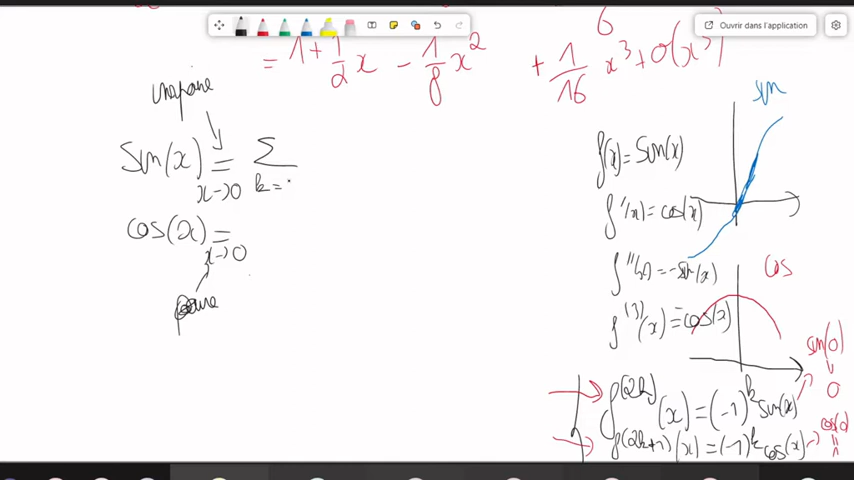 Ouvrir dans l'application
6
= 1 + 1/2 x - 1/8 x² + 1/16 x³ + o(x³)
sin
impaire
sin(x) = Σ
x→0 k=
f(x) = sin(x)
f'(x) = cos(x)
cos(x) =
x→0
f''(x) = -sin(x)
cos
paire
f⁽³⁾(x) = -cos(x)
sin(0)
↓
0
f⁽²ᵏ⁾(x) = (-1)ᵏ sin(x)
f⁽²ᵏ⁺¹⁾(x) = (-1)ᵏ cos(x)
cos(0)